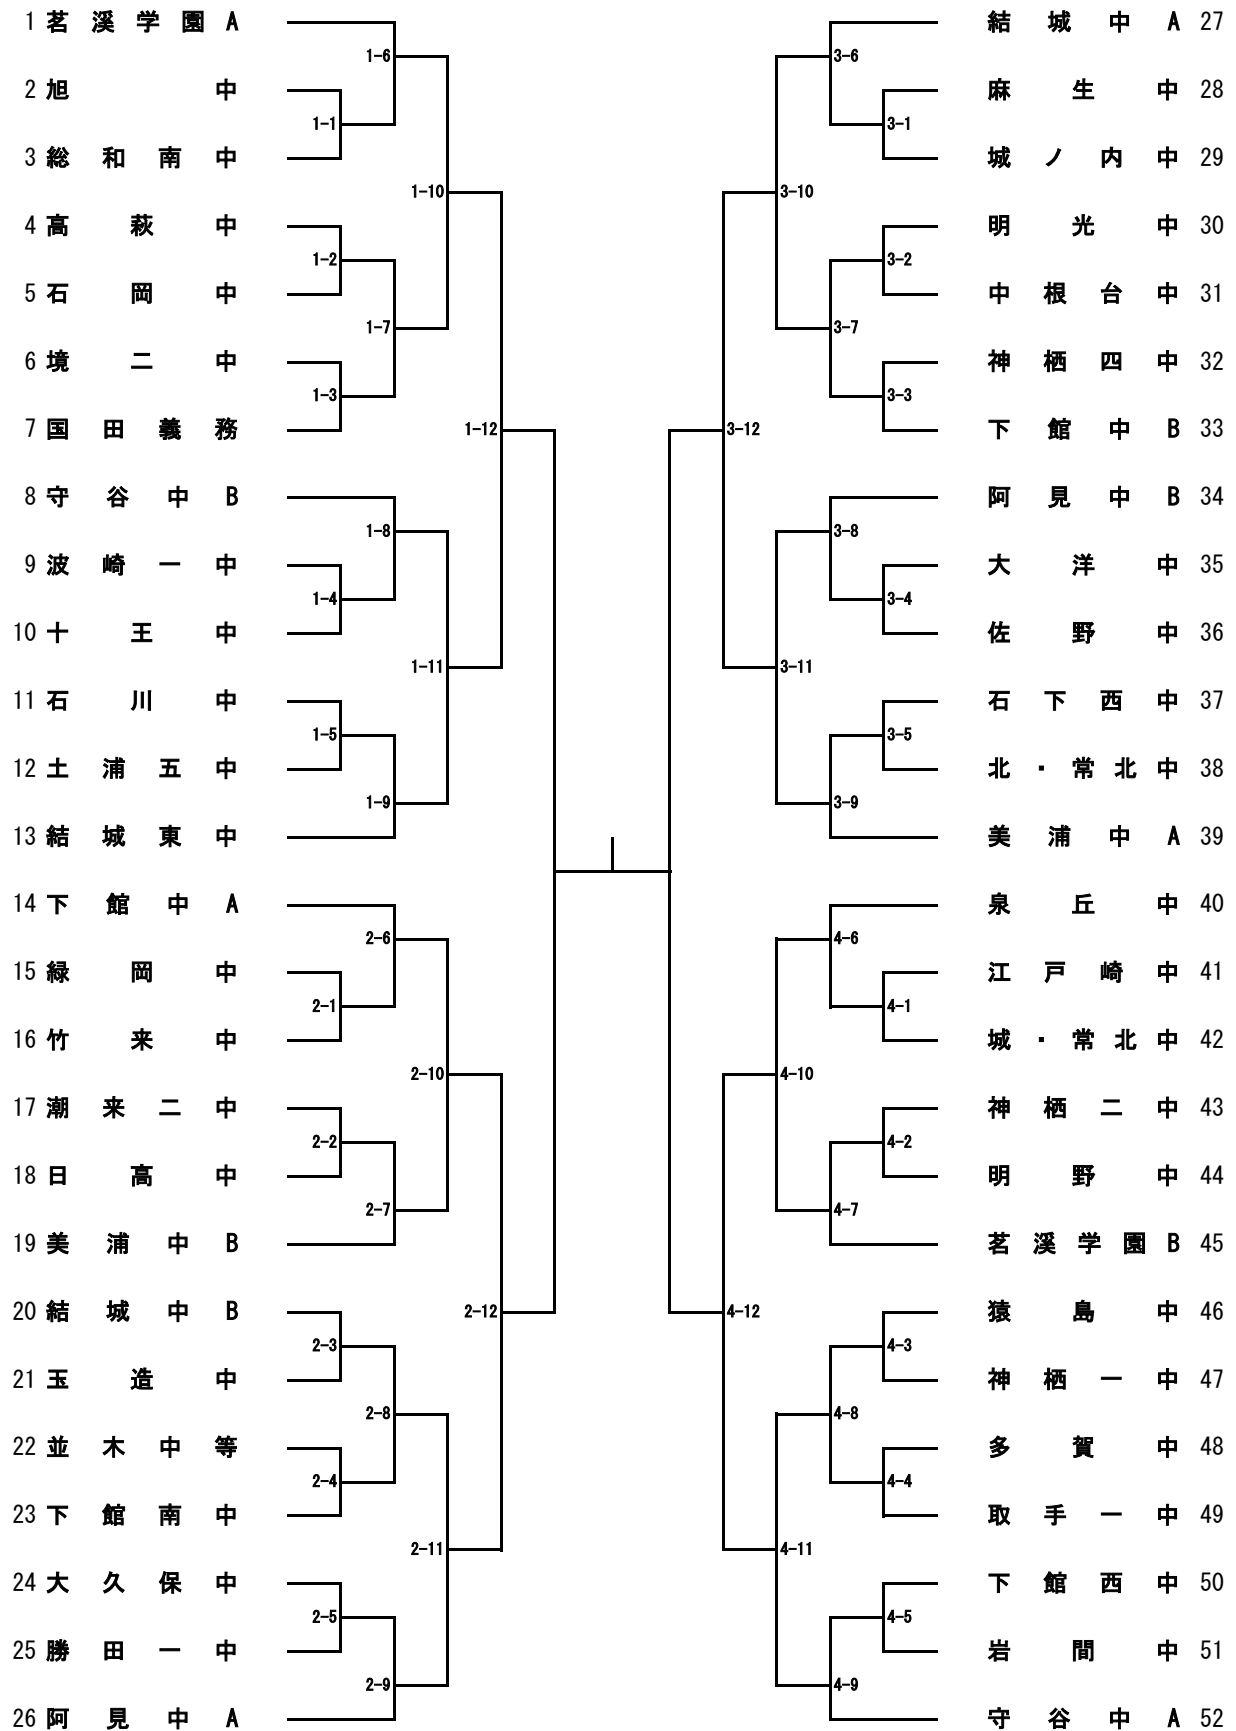 1 茗溪学園A
1-6
2 旭中
1-1
3 総和南中
1-10
4 高萩中
1-2
5 石岡中
1-7
6 境二中
1-3
7 国田義務
1-12
8 守谷中B
1-8
9 波崎一中
1-4
10 十王中
1-11
11 石川中
1-5
12 土浦五中
1-9
13 結城東中
14 下館中A
2-6
15 緑岡中
2-1
16 竹来中
2-10
17 潮来二中
2-2
18 日高中
2-7
19 美浦中B
20 結城中B
2-12
2-3
21 玉造中
2-8
22 並木中等
2-4
23 下館南中
2-11
24 大久保中
2-5
25 勝田一中
2-9
26 阿見中A
結城中A 27
3-6
麻生中 28
3-1
城ノ内中 29
3-10
明光中 30
3-2
中根台中 31
3-7
神栖四中 32
3-3
下館中B 33
3-12
阿見中B 34
3-8
大洋中 35
3-4
佐野中 36
3-11
石下西中 37
3-5
北・常北中 38
3-9
美浦中A 39
泉丘中 40
4-6
江戸崎中 41
4-1
城・常北中 42
4-10
神栖二中 43
4-2
明野中 44
4-7
茗溪学園B 45
猿島中 46
4-12
4-3
神栖一中 47
4-8
多賀中 48
4-4
取手一中 49
4-11
下館西中 50
4-5
岩間中 51
4-9
守谷中A 52